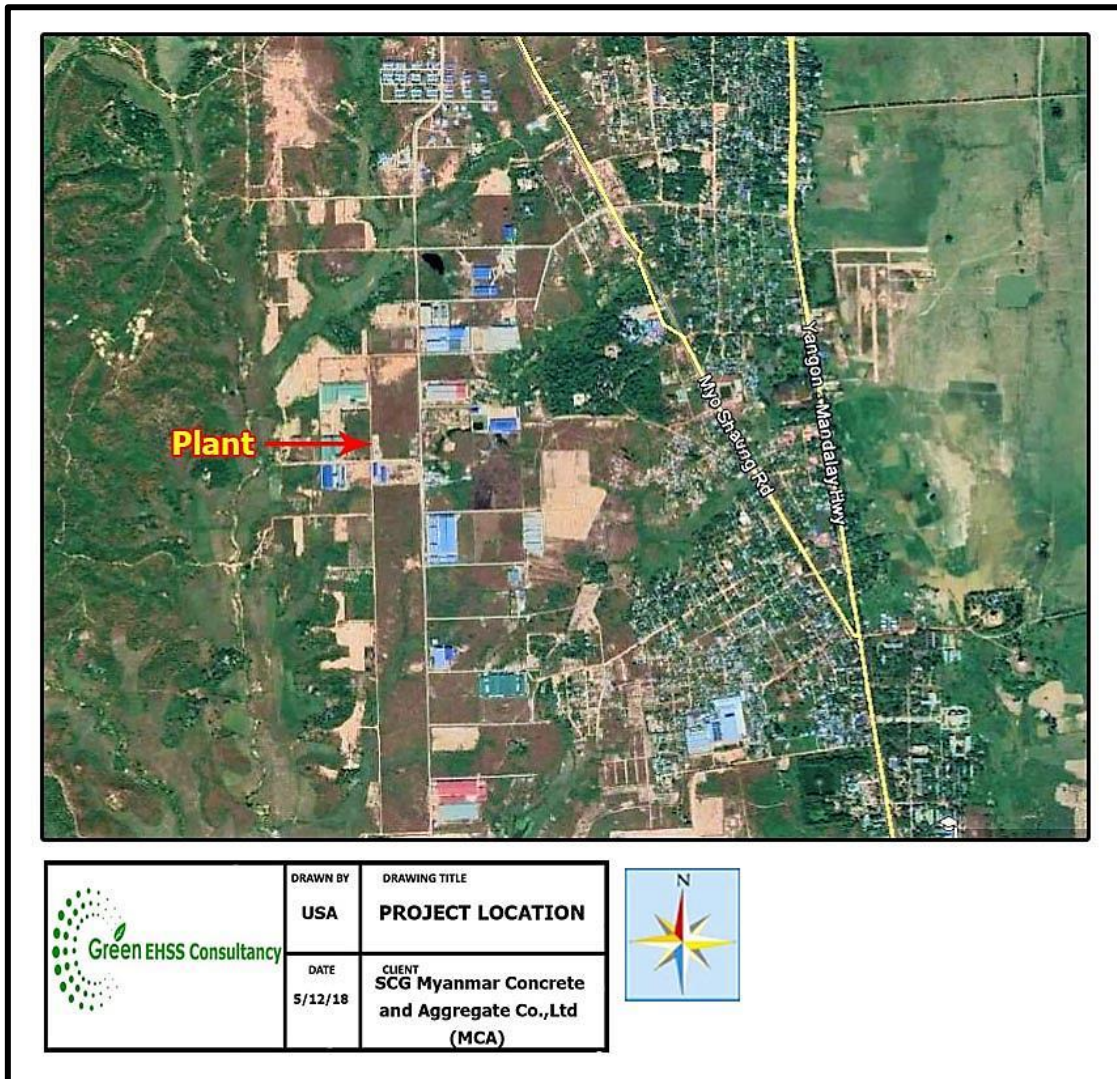 Plant
Myo Shaung Rd
Yangon - Mandalay Hwy
Green EHSS Consultancy
DRAWN BY
USA
DRAWING TITLE
PROJECT LOCATION
DATE
5/12/18
CLIENT
SCG Myanmar Concrete
and Aggregate Co.,Ltd
(MCA)
N